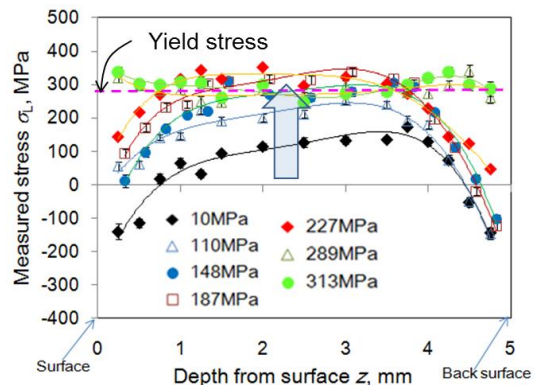 500
400
300
200
100
0
-100
-200
-300
-400
Measured stress σL, MPa
Yield stress
10MPa
110MPa
148MPa
187MPa
227MPa
289MPa
313MPa
0
1
2
3
4
5
Surface
Depth from surface z, mm
Back surface